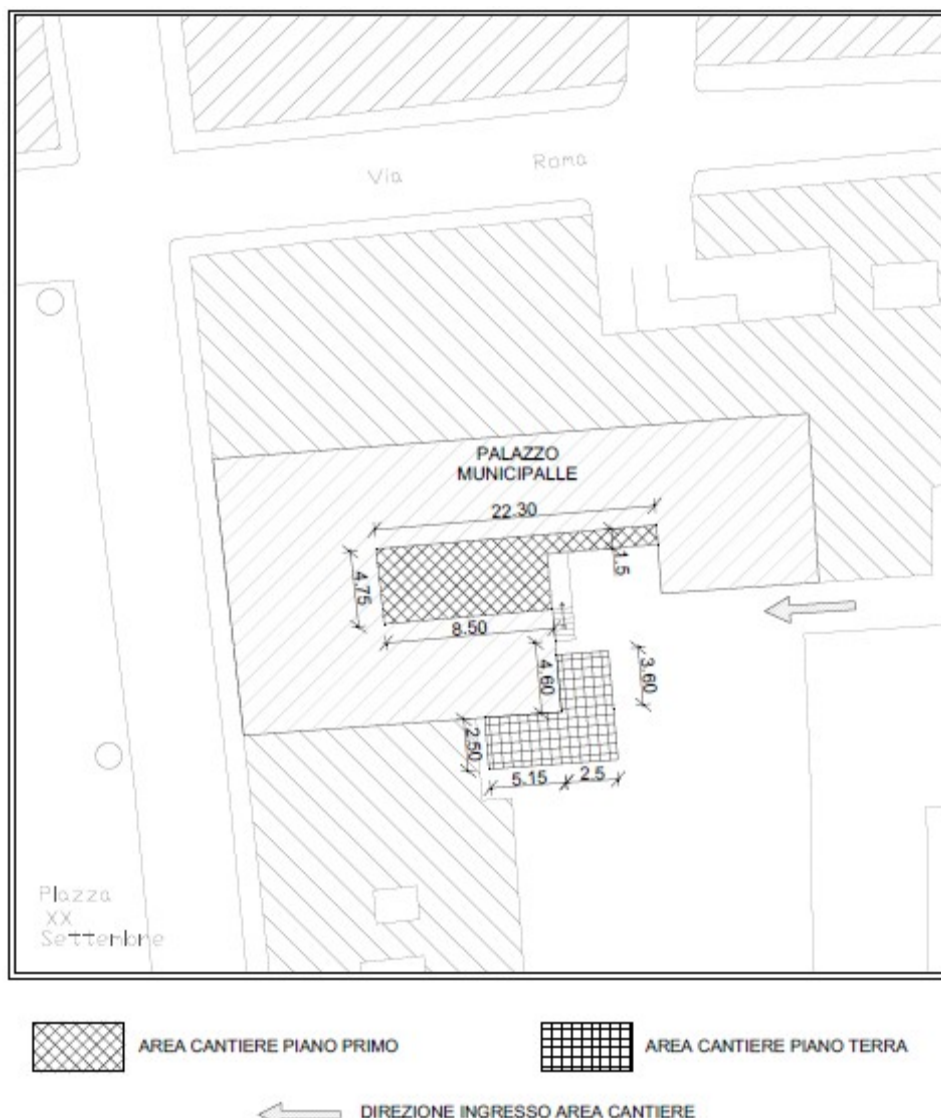 Via Roma
PALAZZO
MUNICIPALLE
22.30
1.5
4.75
8.50
4.60
3.60
2.50
5.15
2.5
Piazza
XX
Settembre
AREA CANTIERE PIANO PRIMO
AREA CANTIERE PIANO TERRA
DIREZIONE INGRESSO AREA CANTIERE